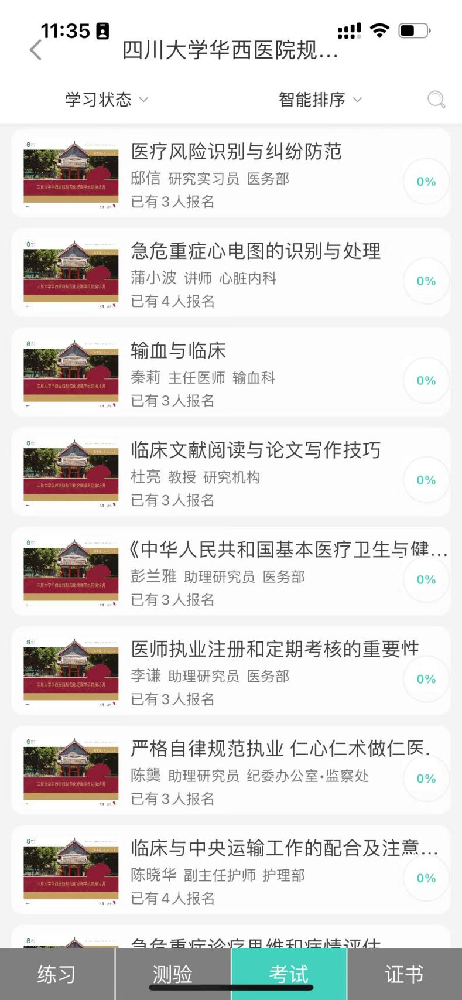 11:35
四川大学华西医院规...
学习状态 智能排序
医疗风险识别与纠纷防范
邸信 研究实习员 医务部
已有3人报名
0%
急危重症心电图的识别与处理
蒲小波 讲师 心脏内科
已有4人报名
0%
输血与临床
秦莉 主任医师 输血科
已有3人报名
0%
临床文献阅读与论文写作技巧
杜亮 教授 研究机构
已有3人报名
0%
《中华人民共和国基本医疗卫生与健...
彭兰雅 助理研究员 医务部
已有3人报名
0%
医师执业注册和定期考核的重要性
李谦 助理研究员 医务部
已有3人报名
0%
严格自律规范执业 仁心仁术做仁医.
陈龑 助理研究员 纪委办公室•监察处
已有3人报名
0%
临床与中央运输工作的配合及注意...
陈晓华 副主任护师 护理部
已有4人报名
0%
急危重症诊疗思维和病情评估
练习 测验 考试 证书